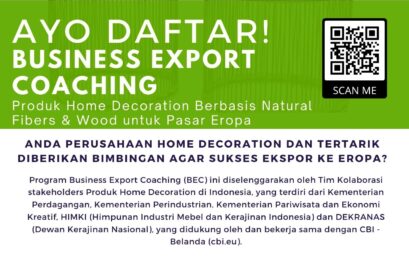 AYO DAFTAR!
BUSINESS EXPORT
COACHING
Produk Home Decoration Berbasis Natural
Fibers & Wood untuk Pasar Eropa
SCAN ME
ANDA PERUSAHAAN HOME DECORATION DAN TERTARIK
DIBERIKAN BIMBINGAN AGAR SUKSES EKSPOR KE EROPA?
Program Business Export Coaching (BEC) ini diselenggarakan oleh Tim Kolaborasi
stakeholders Produk Home Decoration di Indonesia, yang terdiri dari Kementerian
Perdagangan, Kementerian Perindustrian, Kementerian Pariwisata dan Ekonomi
Kreatif, HIMKI (Himpunan Industri Mebel dan Kerajinan Indonesia) dan DEKRANAS
(Dewan Kerajinan Nasional), yang didukung oleh dan bekerja sama dengan CBI -
Belanda (cbi.eu).